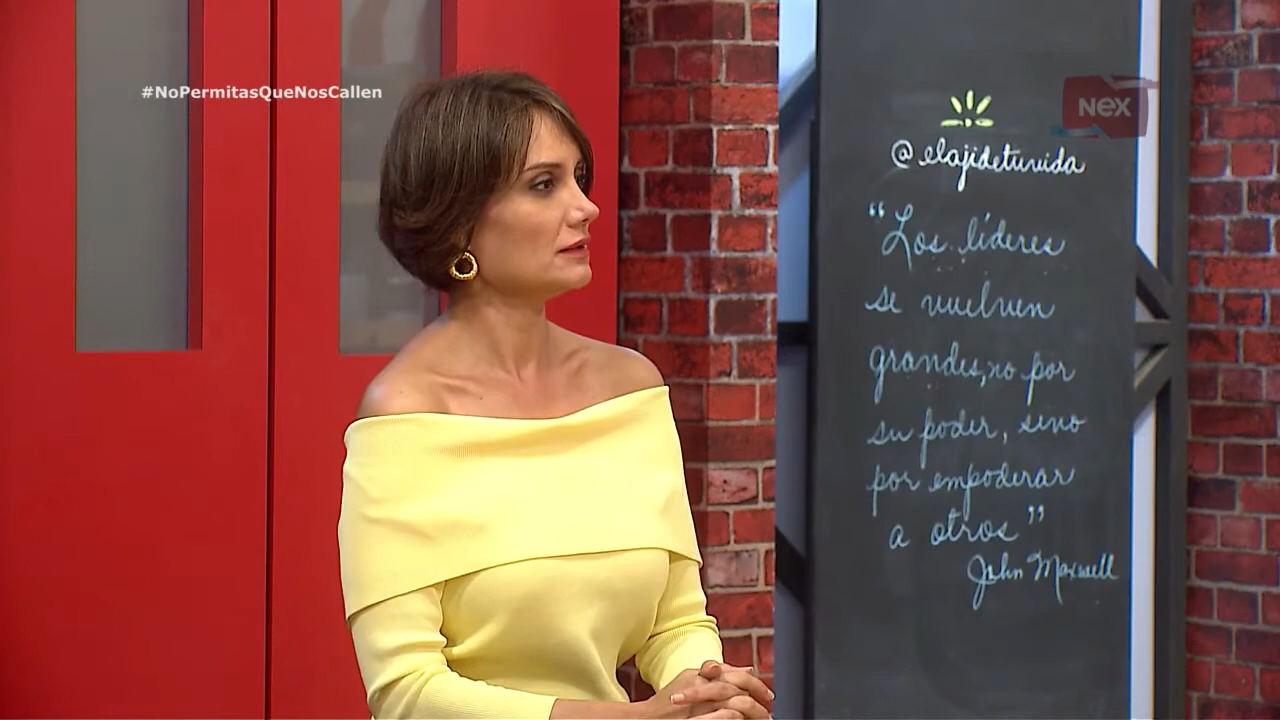 #NoPermitasQueNosCallen
NEX
@elajidetuvida
“Los líderes
se vuelven
grandes, no por
su poder, sino
por empoderar
a otros”
John Maxwell